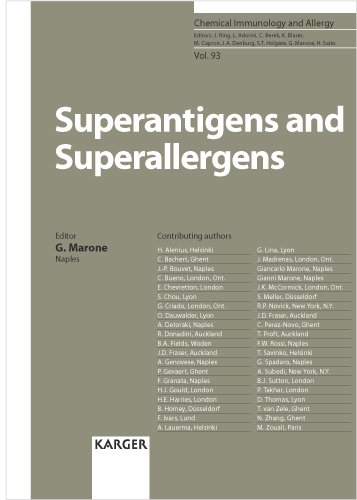 Chemical Immunology and Allergy
Editors: J. Ring, L. Adorini, C. Berek, K. Blaser,
M. Capron, J.A. Denburg, S.T. Holgate, G. Marone, H. Saito
Vol. 93
Superantigens and
Superallergens
Editor
G. Marone
Naples
Contributing authors
H. Alenius, Helsinki
C. Bachert, Ghent
J.-P. Bouvet, Naples
C. Bueno, London, Ont.
E. Chevretton, London
S. Chou, Lyon
G. Criado, London, Ont.
O. Dauwalder, Lyon
A. Detoraki, Naples
R. Donadini, Auckland
B.A. Fields, Woden
J.D. Fraser, Auckland
A. Genovese, Naples
P. Gevaert, Ghent
F. Granata, Naples
H.J. Gould, London
H.E. Harries, London
B. Homey, Düsseldorf
F. Ivars, Lund
A. Lauerma, Helsinki
G. Lina, Lyon
J. Madrenas, London, Ont.
Giancarlo Marone, Naples
Gianni Marone, Naples
J.K. McCormick, London, Ont.
S. Meller, Düsseldorf
R.P. Novick, New York, N.Y.
J.D. Fraser, Auckland
C. Perez-Novo, Ghent
T. Proft, Auckland
F.W. Rossi, Naples
T. Savinko, Helsinki
G. Spadaro, Naples
A. Subedi, New York, N.Y.
B.J. Sutton, London
P. Takhar, London
D. Thomas, Lyon
T. van Zele, Ghent
N. Zhang, Ghent
M. Zouali, Paris
KARGER